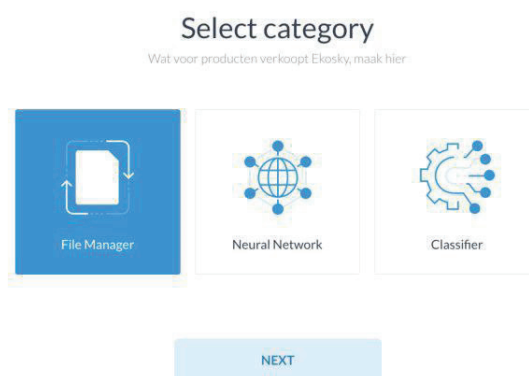 Select category
Wat voor producten verkoopt Ekosky, maak hier
File Manager
Neural Network
Classifier
NEXT